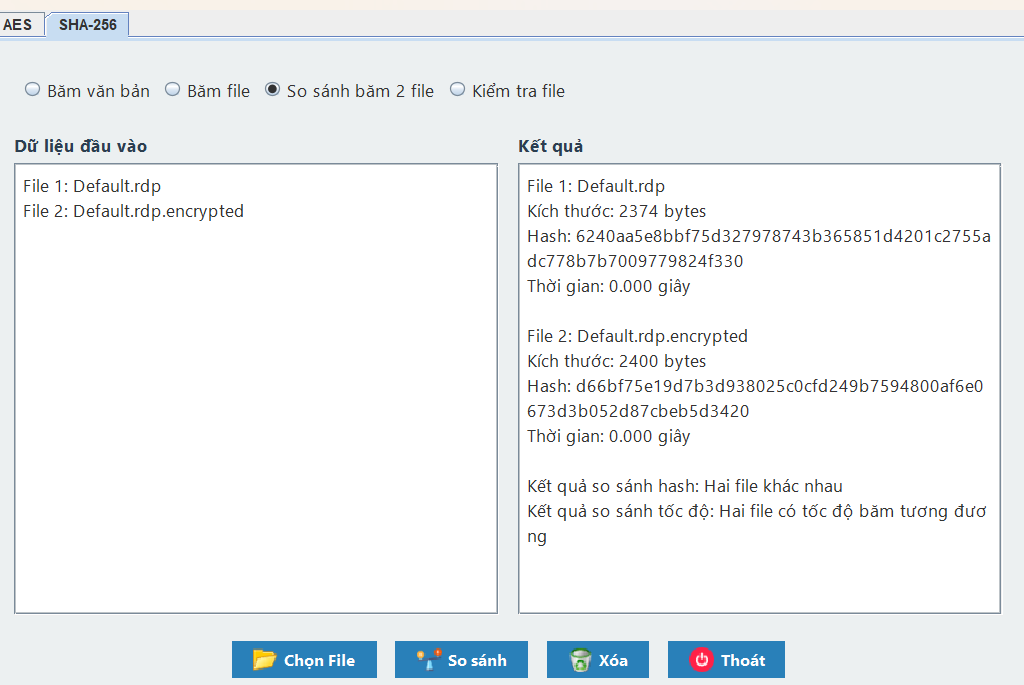 AES SHA-256
Băm văn bản Băm file So sánh băm 2 file Kiểm tra file
Dữ liệu đầu vào
File 1: Default.rdp
File 2: Default.rdp.encrypted
Kết quả
File 1: Default.rdp
Kích thước: 2374 bytes
Hash: 6240aa5e8bbf75d327978743b365851d4201c2755a
dc778b7b7009779824f330
Thời gian: 0.000 giây
File 2: Default.rdp.encrypted
Kích thước: 2400 bytes
Hash: d66bf75e19d7b3d938025c0cfd249b7594800af6e0
673d3b052d87cbeb5d3420
Thời gian: 0.000 giây
Kết quả so sánh hash: Hai file khác nhau
Kết quả so sánh tốc độ: Hai file có tốc độ băm tương đươ
ng
Chọn File So sánh Xóa Thoát